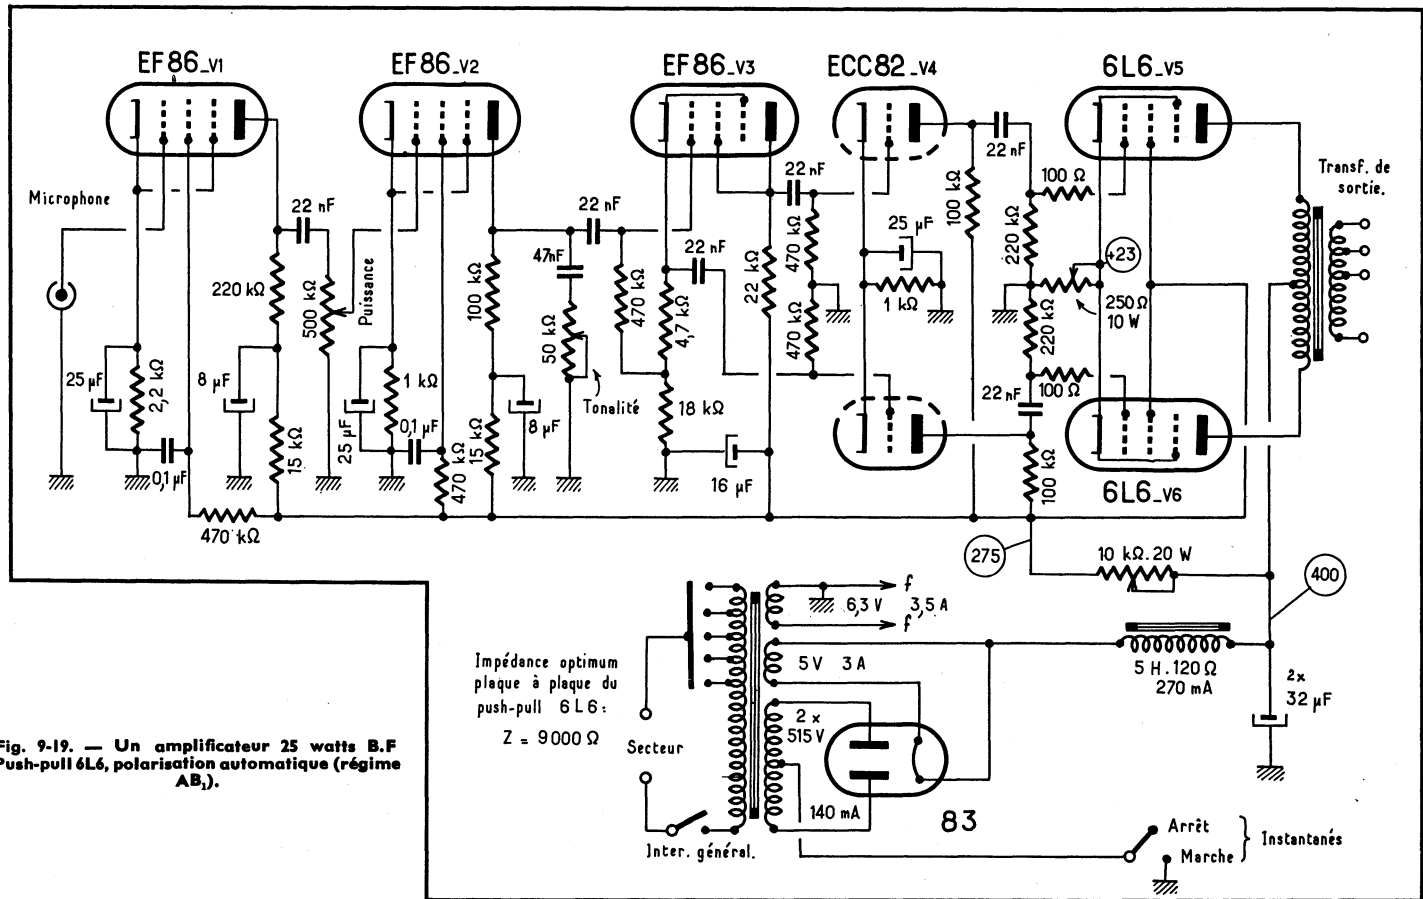 EF86_V1
EF86_V2
EF86_V3
ECC82_V4
6L6_V5
Microphone
22 nF
220 kΩ
500 kΩ
Puissance
25 µF
2,2 kΩ
8 µF
0,1 µF
15 kΩ
470 kΩ
25 µF
1 kΩ
0,1 µF
470 kΩ
100 kΩ
15 kΩ
8 µF
22 nF
47nF
50 kΩ
Tonalité
470 kΩ
22 nF
4,7 kΩ
18 kΩ
16 µF
22 kΩ
22 nF
470 kΩ
470 kΩ
25 µF
1 kΩ
100 kΩ
22 nF
100 Ω
220 kΩ
+23
250 Ω
10 W
220 kΩ
100 Ω
22 nF
100 kΩ
6L6_V6
Transf. de
sortie.
275
10 kΩ.20 W
400
f
6,3 V 3,5 A
f
5 V 3 A
5 H.120 Ω
270 mA
2x
32 µF
Impédance optimum
plaque à plaque du
push-pull 6L6:
Z = 9000 Ω
Secteur
2 x
515 V
140 mA
83
Inter. général.
Arrêt
Marche
Instantanés
Fig. 9-19. — Un amplificateur 25 watts B.F
Push-pull 6L6, polarisation automatique (régime
AB₁).